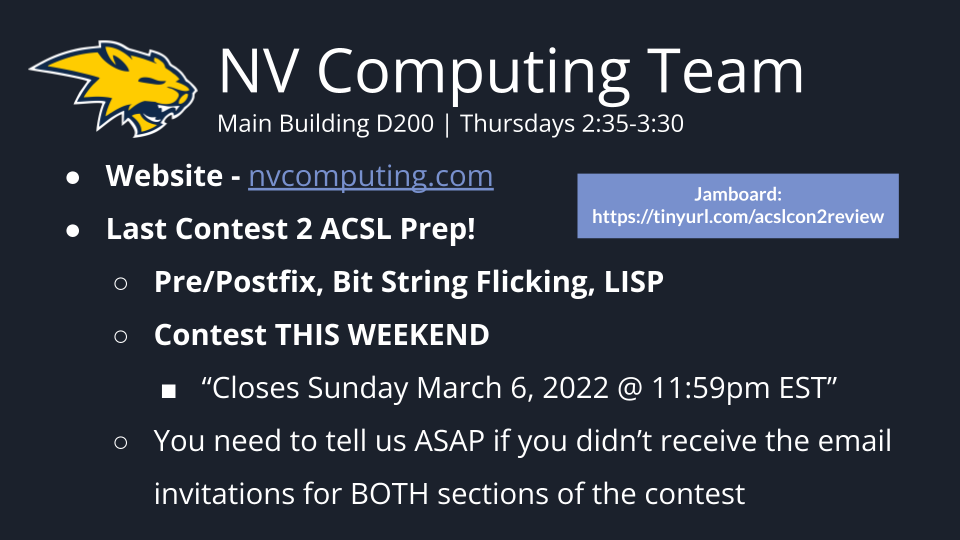 NV Computing Team
Main Building D200 | Thursdays 2:35-3:30
● Website - nvcomputing.com
Jamboard:
https://tinyurl.com/acslcon2review
● Last Contest 2 ACSL Prep!
○ Pre/Postfix, Bit String Flicking, LISP
○ Contest THIS WEEKEND
■ “Closes Sunday March 6, 2022 @ 11:59pm EST”
○ You need to tell us ASAP if you didn’t receive the email
invitations for BOTH sections of the contest